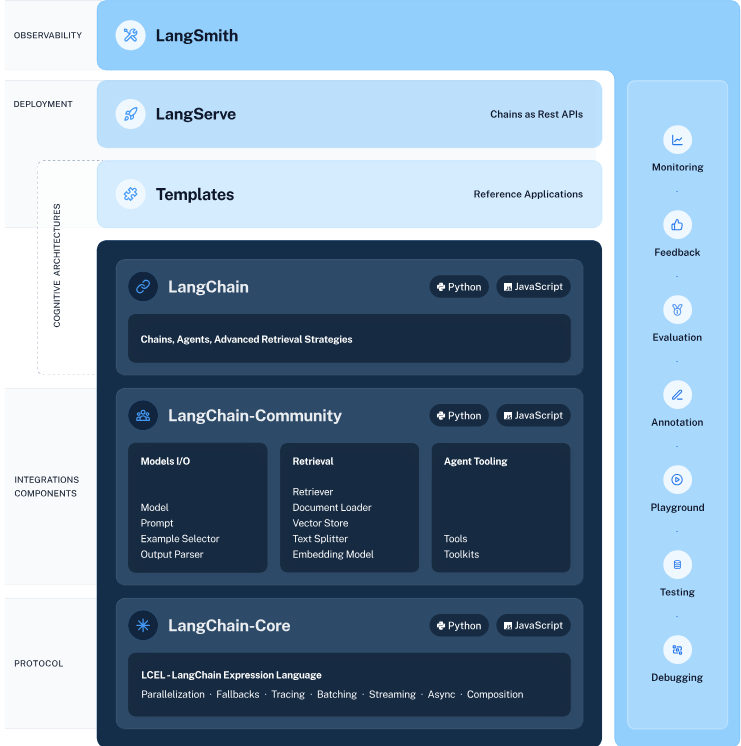 OBSERVABILITY
LangSmith
DEPLOYMENT
LangServe
Chains as Rest APIs
Templates
Reference Applications
COGNITIVE ARCHITECTURES
LangChain
Python
JavaScript
Chains, Agents, Advanced Retrieval Strategies
INTEGRATIONS
COMPONENTS
LangChain-Community
Python
JavaScript
Models I/O
Model
Prompt
Example Selector
Output Parser
Retrieval
Retriever
Document Loader
Vector Store
Text Splitter
Embedding Model
Agent Tooling
Tools
Toolkits
PROTOCOL
LangChain-Core
Python
JavaScript
LCEL - LangChain Expression Language
Parallelization · Fallbacks · Tracing · Batching · Streaming · Async · Composition
Monitoring
Feedback
Evaluation
Annotation
Playground
Testing
Debugging